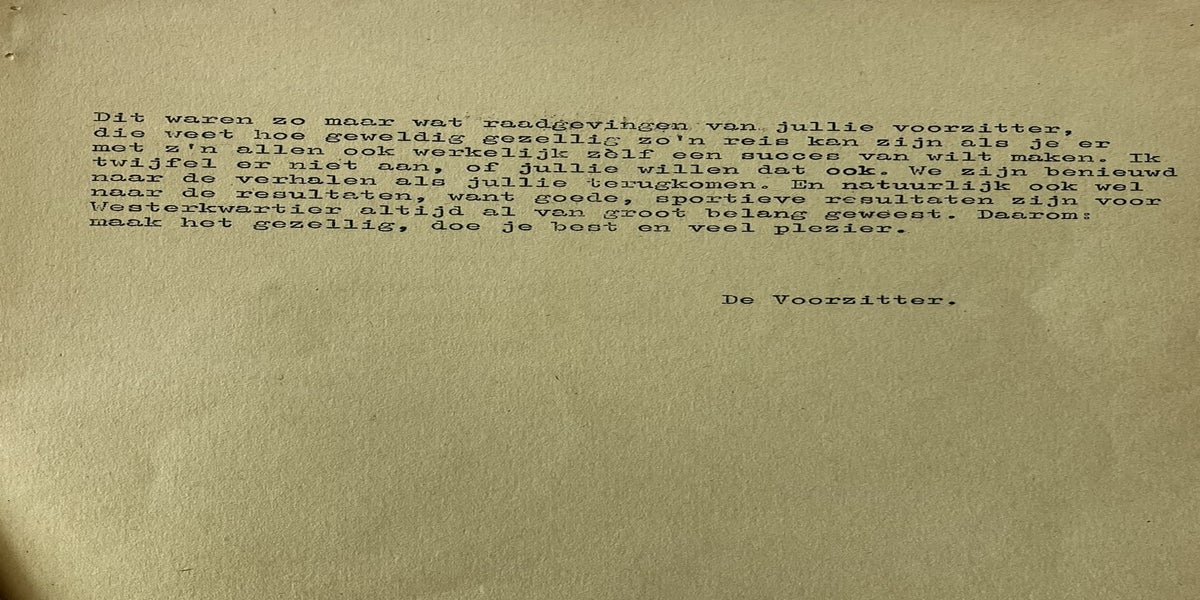 Dit waren zo maar wat raadgevingen van jullie voorzitter,
die weet hoe geweldig gezellig zo'n reis kan zijn als je er
met z'n allen ook werkelijk zèlf een succes van wilt maken. Ik
twijfel er niet aan, of jullie willen dat ook. We zijn benieuwd
naar de verhalen als jullie terugkomen. En natuurlijk ook wel
naar de resultaten, want goede, sportieve resultaten zijn voor
Westerkwartier altijd al van groot belang geweest. Daarom:
maak het gezellig, doe je best en veel plezier.
De Voorzitter.